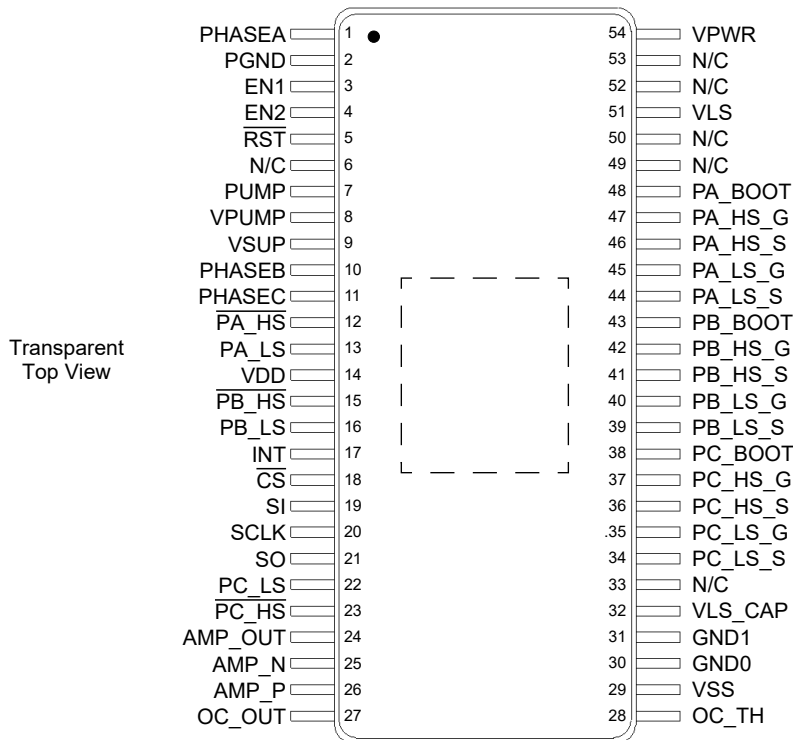 PHASEA 1 54 VPWR
PGND 2 53 N/C
EN1 3 52 N/C
EN2 4 51 VLS
RST 5 50 N/C
N/C 6 49 N/C
PUMP 7 48 PA_BOOT
VPUMP 8 47 PA_HS_G
VSUP 9 46 PA_HS_S
PHASEB 10 45 PA_LS_G
PHASEC 11 44 PA_LS_S
PA_HS 12 43 PB_BOOT
Transparent
Top View
PA_LS 13 42 PB_HS_G
VDD 14 41 PB_HS_S
PB_HS 15 40 PB_LS_G
PB_LS 16 39 PB_LS_S
INT 17 38 PC_BOOT
CS 18 37 PC_HS_G
SI 19 36 PC_HS_S
SCLK 20 .35 PC_LS_G
SO 21 34 PC_LS_S
PC_LS 22 33 N/C
PC_HS 23 32 VLS_CAP
AMP_OUT 24 31 GND1
AMP_N 25 30 GND0
AMP_P 26 29 VSS
OC_OUT 27 28 OC_TH